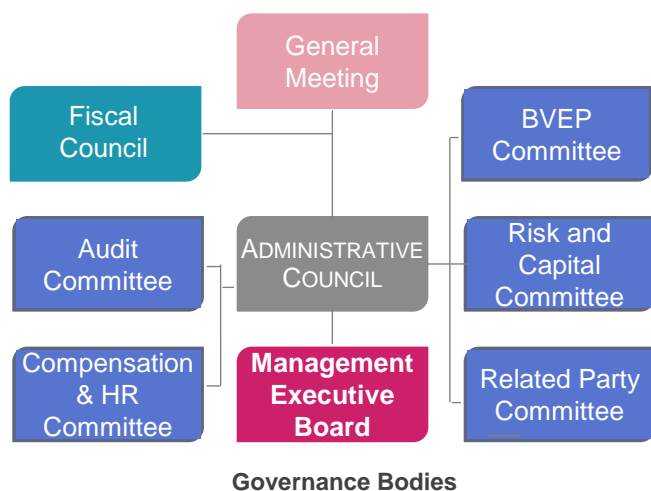 General
Meeting
Fiscal
Council
BVEP
Committee
Audit
Committee
ADMINISTRATIVE
COUNCIL
Risk and
Capital
Committee
Compensation
& HR
Committee
Management
Executive
Board
Related Party
Committee
Governance Bodies